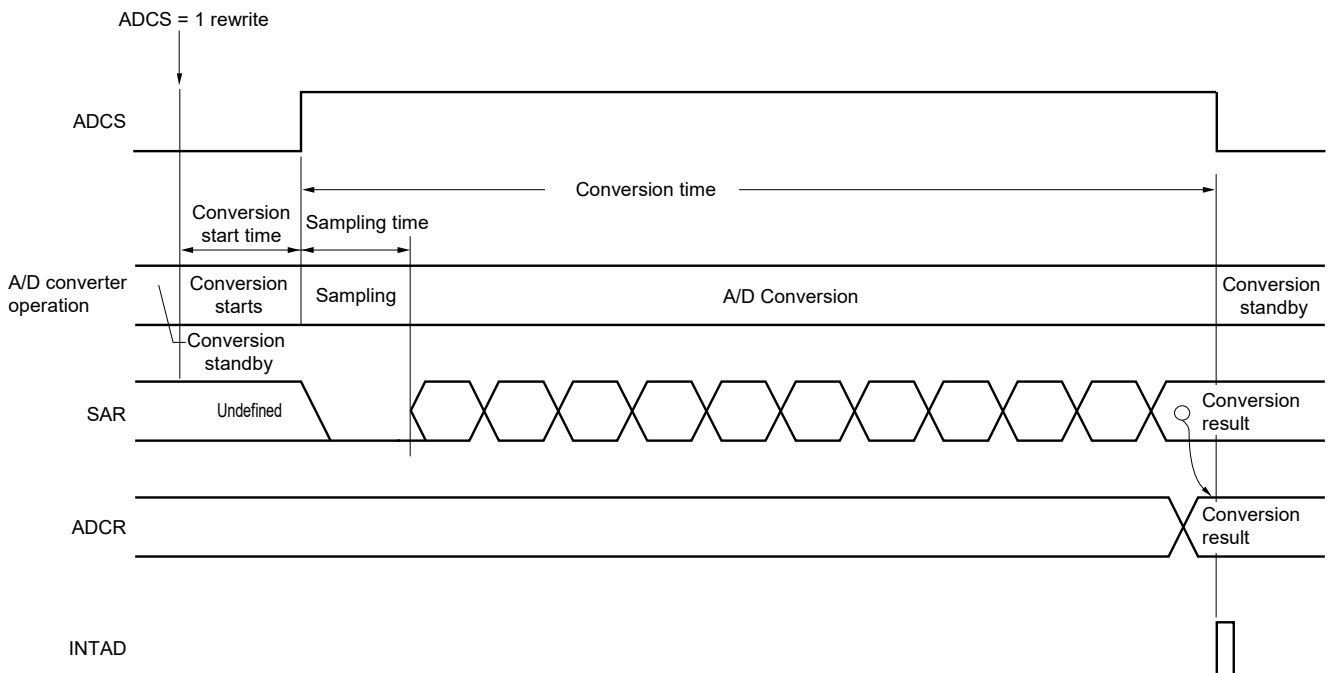 ADCS = 1 rewrite
ADCS
Conversion time
Conversion
start time
Sampling time
A/D converter
operation
Conversion
starts
Sampling
A/D Conversion
Conversion
standby
Conversion
standby
SAR
Undefined
Conversion
result
ADCR
Conversion
result
INTAD